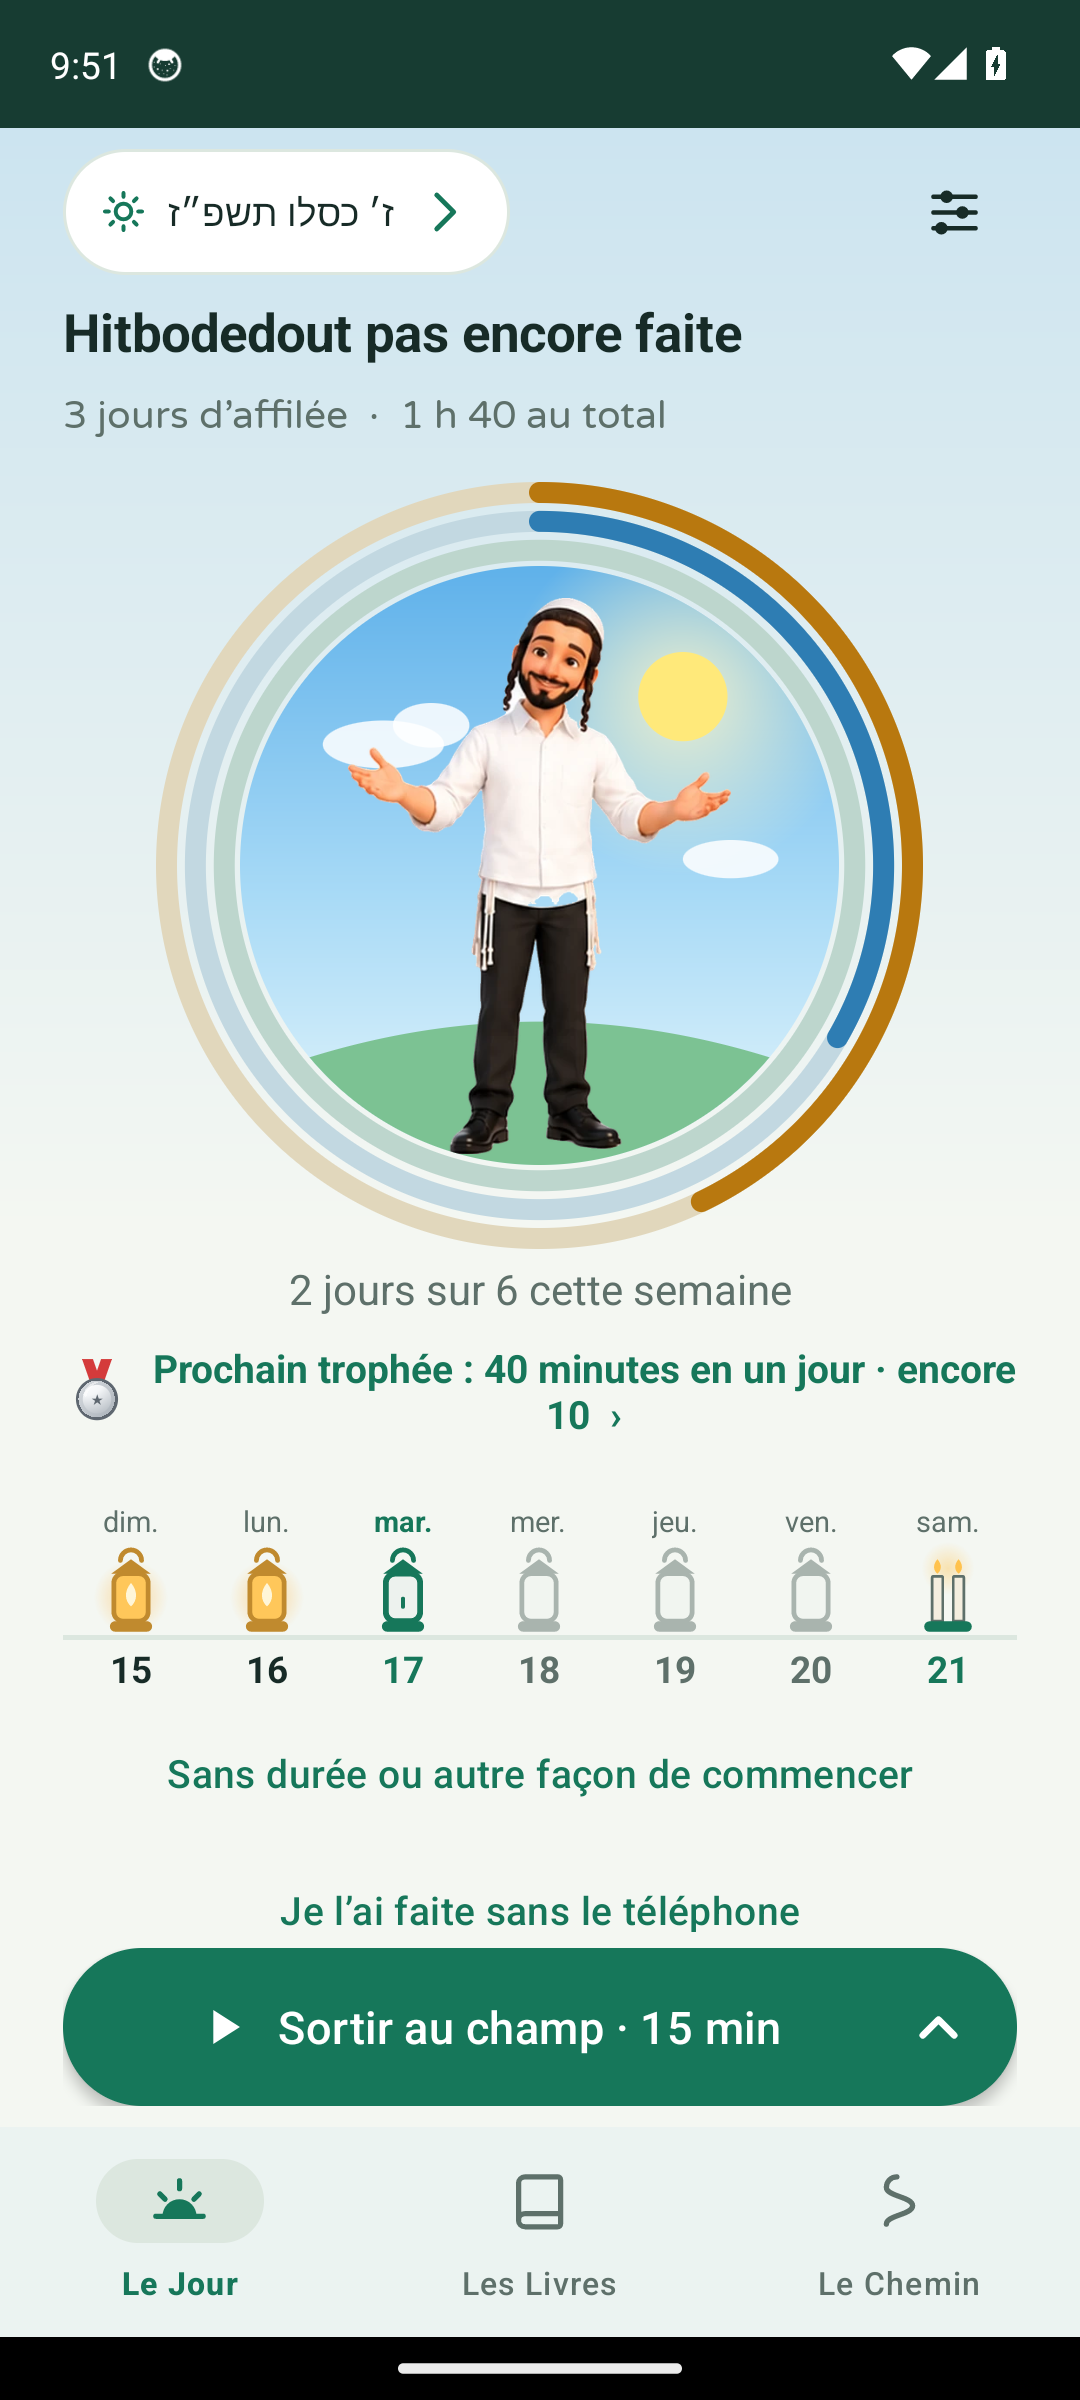 9:51
ז׳ כסלו תשפ״ז
Hitbodedout pas encore faite
3 jours d’affilée · 1 h 40 au total
2 jours sur 6 cette semaine
Prochain trophée : 40 minutes en un jour · encore
10 ›
dim. lun. mar. mer. jeu. ven. sam.
15 16 17 18 19 20 21
Sans durée ou autre façon de commencer
Je l’ai faite sans le téléphone
Sortir au champ · 15 min
Le Jour Les Livres Le Chemin